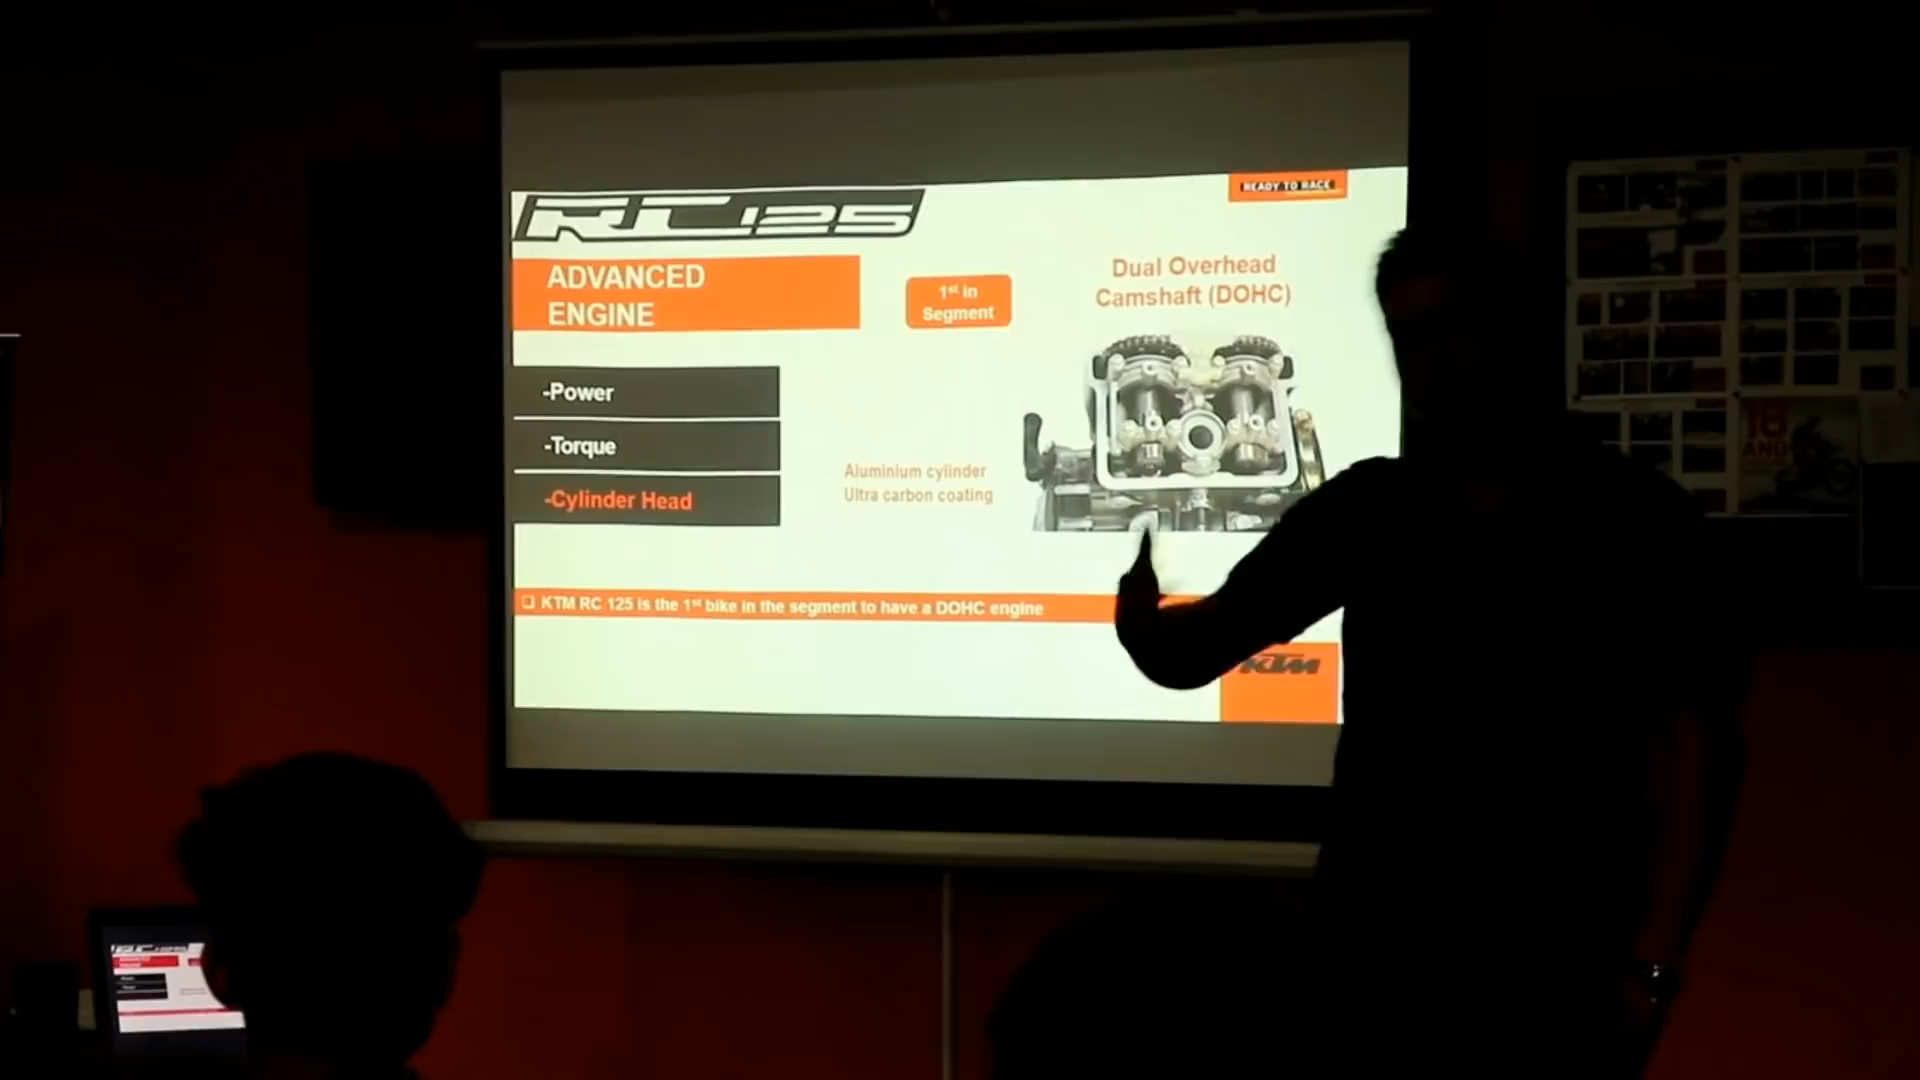 READY TO RACE
RC 125
ADVANCED
ENGINE
1st in
Segment
Dual Overhead
Camshaft (DOHC)
-Power
-Torque
-Cylinder Head
Aluminium cylinder
Ultra carbon coating
❑ KTM RC 125 is the 1st bike in the segment to have a DOHC engine
KTM
18
AND